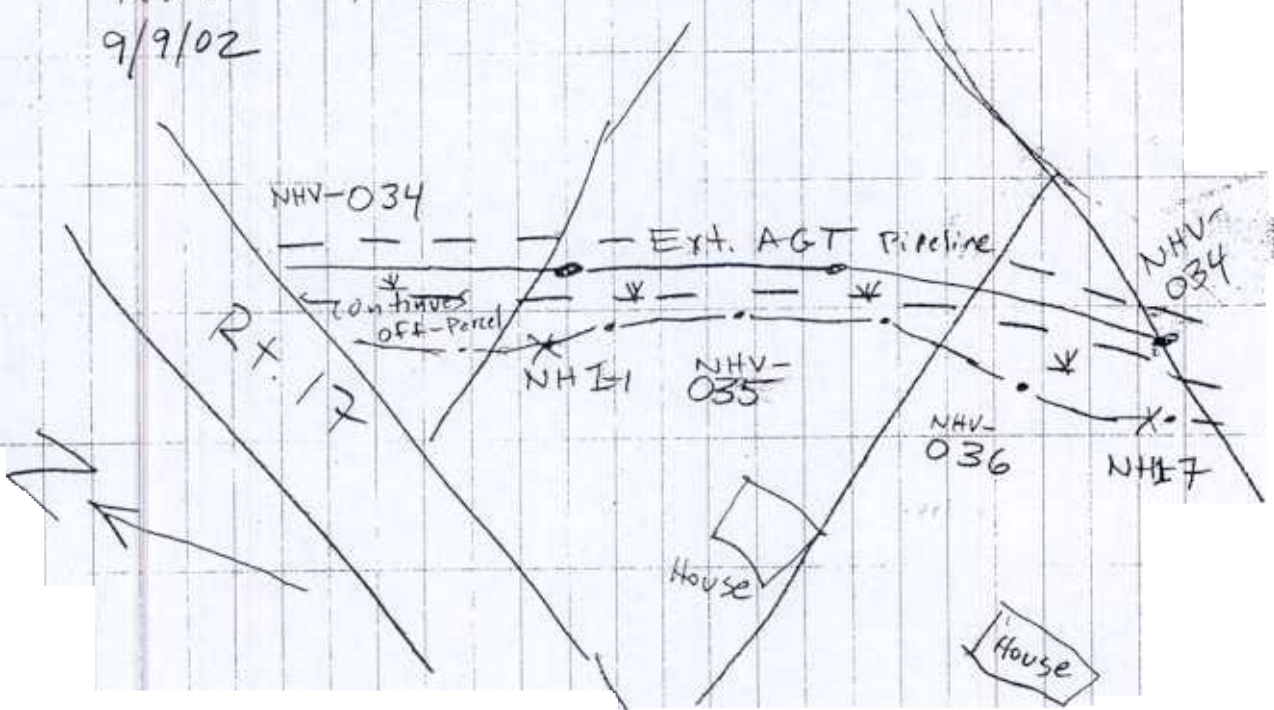 9/9/02
NHV-034
Ext. AGT Pipeline
NHV-
034
Continues
off-Parcel
Rt. 17
NHI-1
NHV-
035
NHV-
036
NHI-7
House
House